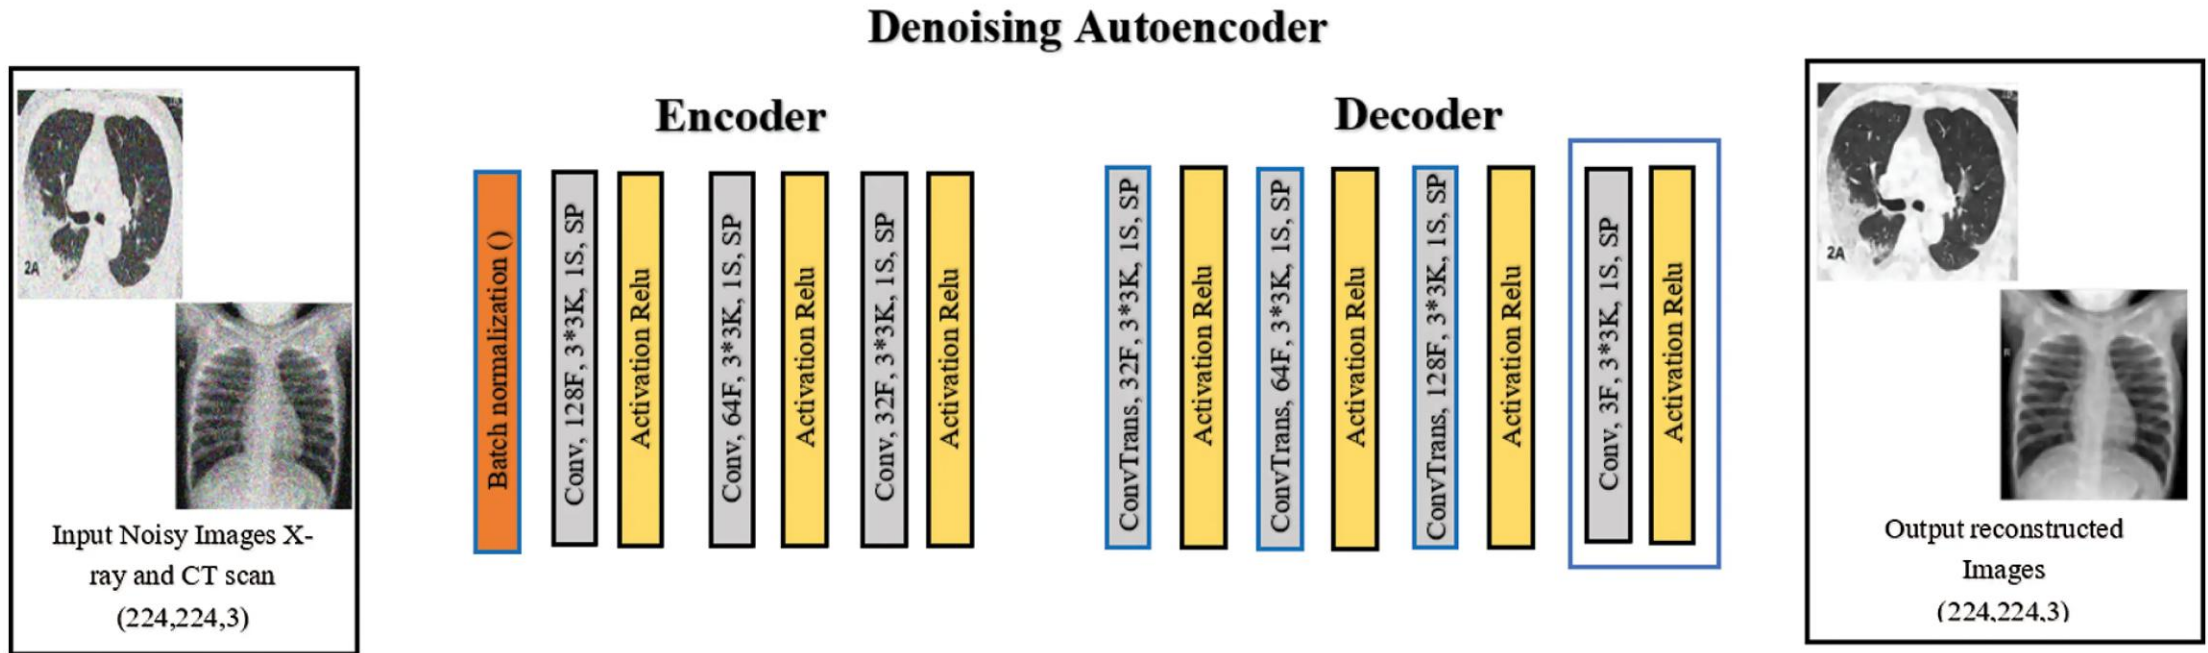 Denoising Autoencoder
Encoder
Decoder
2A
Input Noisy Images X-
ray and CT scan
(224,224,3)
Batch normalization ()
Conv, 128F, 3*3K, 1S, SP
Activation Relu
Conv, 64F, 3*3K, 1S, SP
Activation Relu
Conv, 32F, 3*3K, 1S, SP
Activation Relu
ConvTrans, 32F, 3*3K, 1S, SP
Activation Relu
ConvTrans, 64F, 3*3K, 1S, SP
Activation Relu
ConvTrans, 128F, 3*3K, 1S, SP
Activation Relu
Conv, 3F, 3*3K, 1S, SP
Activation Relu
2A
R
Output reconstructed
Images
(224,224,3)